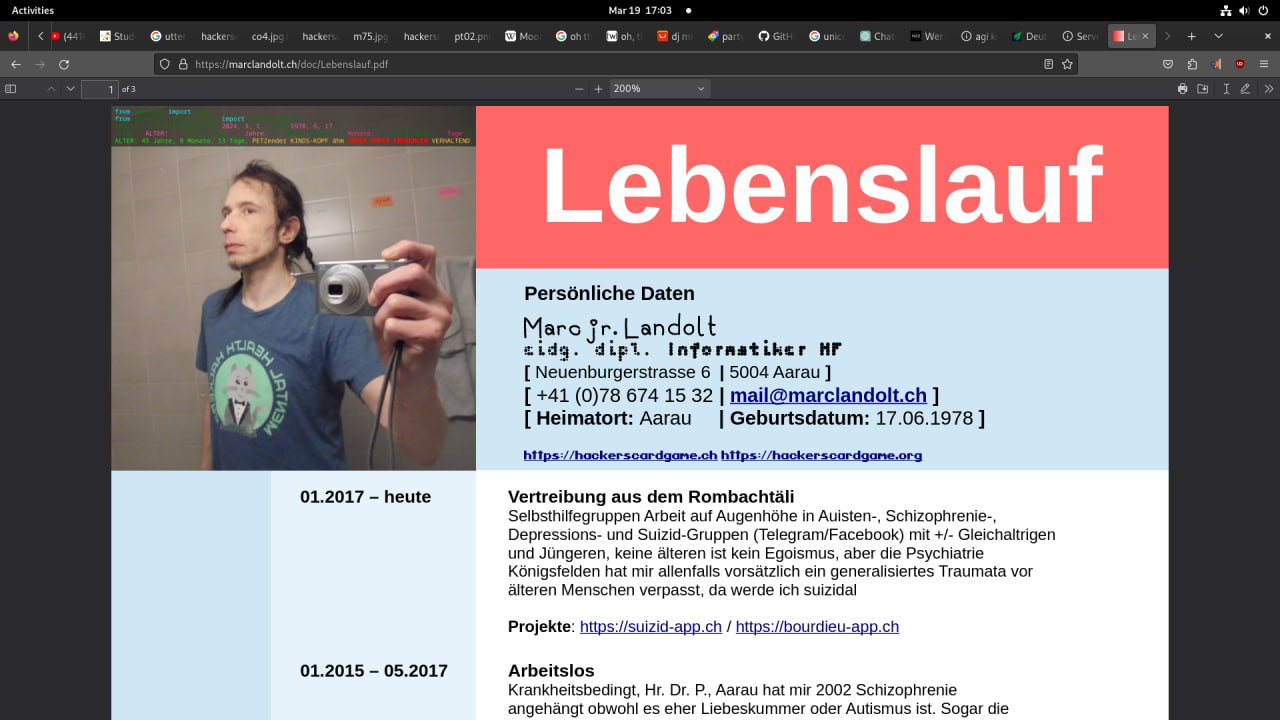 Activities
Mar 19 17:03
(441 Stud utter hackers co4.jpg hackers m75.jpg hackers pt02.pn Moo oh th oh, t dj m party GitH unic Chat Wer agi k Deut Serv Le
https://marclandolt.ch/doc/Lebenslauf.pdf
1 of 3
200%
from import
from import
2024, 3, 1 1978, 6, 17
ALTER: jahre, Monate, Tage
ALTER: 45 Jahre, 8 Monate, 13 Tage, PETZender KINDS-KOPF ähm VERHALTEND
MENTAL HEALTH HACKER
Lebenslauf
Persönliche Daten
Marc jr. Landolt
eidg. dipl. Informatiker HF
[ Neuenburgerstrasse 6 | 5004 Aarau ]
[ +41 (0)78 674 15 32 | mail@marclandolt.ch ]
[ Heimatort: Aarau | Geburtsdatum: 17.06.1978 ]
https://hackerscardgame.ch https://hackerscardgame.org
01.2017 – heute
Vertreibung aus dem Rombachtäli
Selbsthilfegruppen Arbeit auf Augenhöhe in Auisten-, Schizophrenie-,
Depressions- und Suizid-Gruppen (Telegram/Facebook) mit +/- Gleichaltrigen
und Jüngeren, keine älteren ist kein Egoismus, aber die Psychiatrie
Königsfelden hat mir allenfalls vorsätzlich ein generalisiertes Traumata vor
älteren Menschen verpasst, da werde ich suizidal
Projekte: https://suizid-app.ch / https://bourdieu-app.ch
01.2015 – 05.2017
Arbeitslos
Krankheitsbedingt, Hr. Dr. P., Aarau hat mir 2002 Schizophrenie
angehängt obwohl es eher Liebeskummer oder Autismus ist. Sogar die